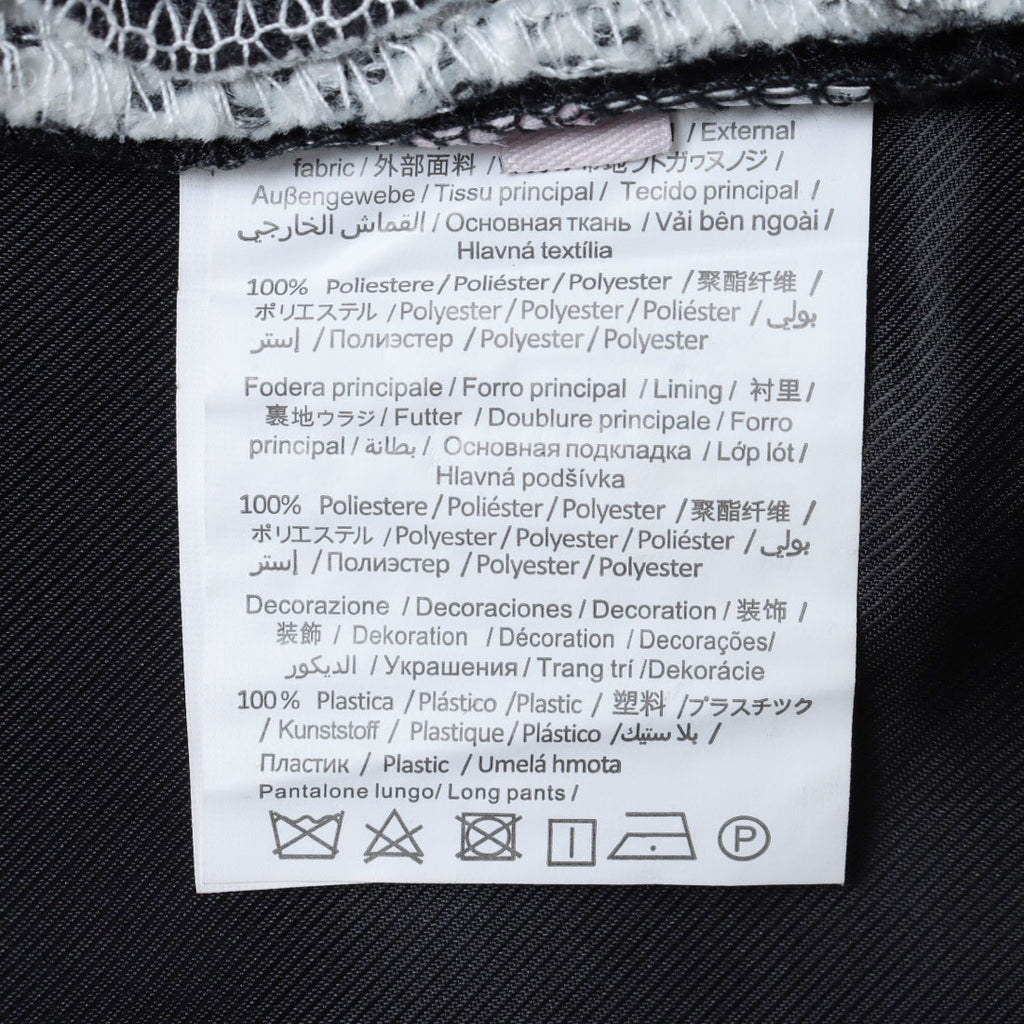 / External
fabric / 外部面料 /
Außengewebe / Tissu principal / Tecido principal /
القماش الخارجي / Основная ткань / Vải bên ngoài /
Hlavná textília
100% Poliestere / Poliéster / Polyester / 聚酯纤维 /
ポリエステル / Polyester / Polyester / Poliéster / بولي
إستر / Полиэстер / Polyester / Polyester
Fodera principale / Forro principal / Lining / 衬里 /
裏地ウラジ / Futter / Doublure principale / Forro
principal / بطانة / Основная подкладка / Lớp lót /
Hlavná podšívka
100% Poliestere / Poliéster / Polyester / 聚酯纤维 /
ポリエステル / Polyester / Polyester / Poliéster / بولي
إستر / Полиэстер / Polyester / Polyester
Decorazione / Decoraciones / Decoration / 装饰 /
装飾 / Dekoration / Décoration / Decorações/
الديكور / Украшения / Trang trí /Dekorácie
100% Plastica / Plástico /Plastic / 塑料 /プラスチック
/ Kunststoff / Plastique / Plástico /بلاستيك /
Пластик / Plastic / Umelá hmota
Pantalone lungo/ Long pants /
P